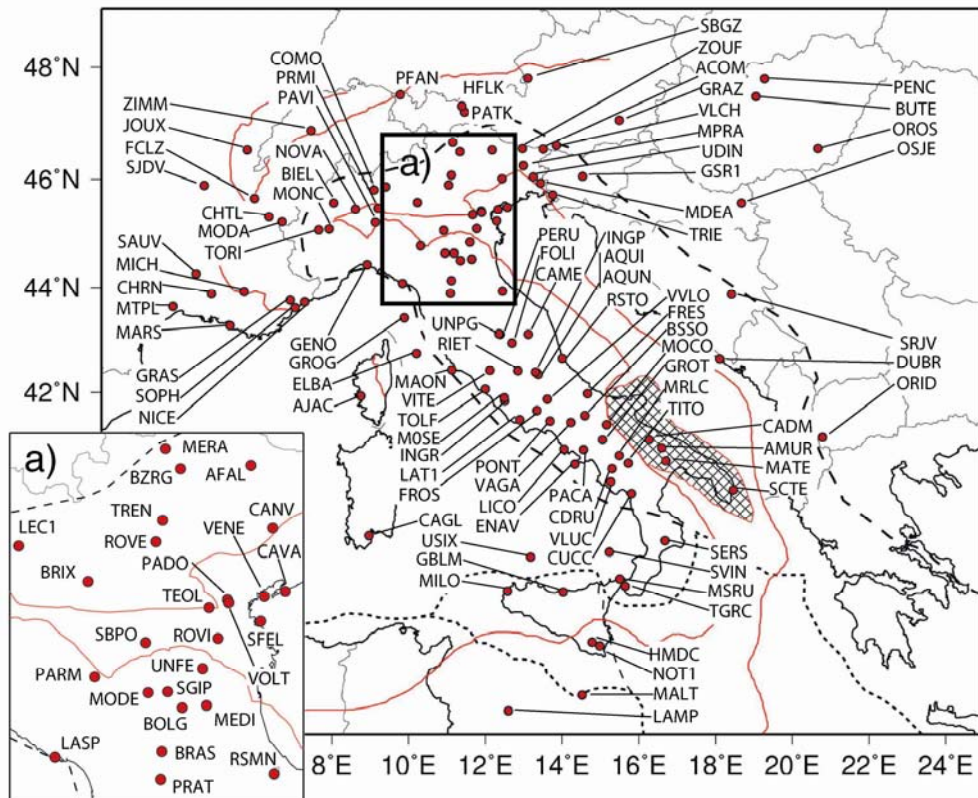 48°N
46°N
44°N
42°N
8°E 10°E 12°E 14°E 16°E 18°E 20°E 22°E 24°E
COMO
PRMI
PAVI
ZIMM
JOUX
FCLZ
SJDV
NOVA
BIEL
MONC
CHTL
MODA
TORI
SAUV
MICH
CHRN
MTPL
MARS
GRAS
SOPH
NICE
PFAN
HFLK
PATK
a)
SBGZ
ZOUF
ACOM
GRAZ
VLCH
MPRA
UDIN
GSR1
MDEA
TRIE
PENC
BUTE
OROS
OSJE
PERU
FOLI
CAME
INGP
AQUI
AQUN
RSTO
VVLO
FRES
BSSO
MOCO
GROT
MRLC
TITO
SRJV
DUBR
ORID
CADM
AMUR
MATE
SCTE
GENO
GROG
ELBA
AJAC
UNPG
RIET
MAON
VITE
TOLF
M0SE
INGR
LAT1
FROS
PONT
VAGA
LICO
ENAV
PACA
CDRU
VLUC
CUCC
CAGL
USIX
GBLM
MILO
SERS
SVIN
MSRU
TGRC
HMDC
NOT1
MALT
LAMP
a)
MERA
BZRG
AFAL
TREN
LEC1
ROVE
VENE
CANV
CAVA
PADO
BRIX
TEOL
SBPO
ROVI
SFEL
PARM
UNFE
VOLT
MODE
SGIP
BOLG
MEDI
LASP
BRAS
RSMN
PRAT